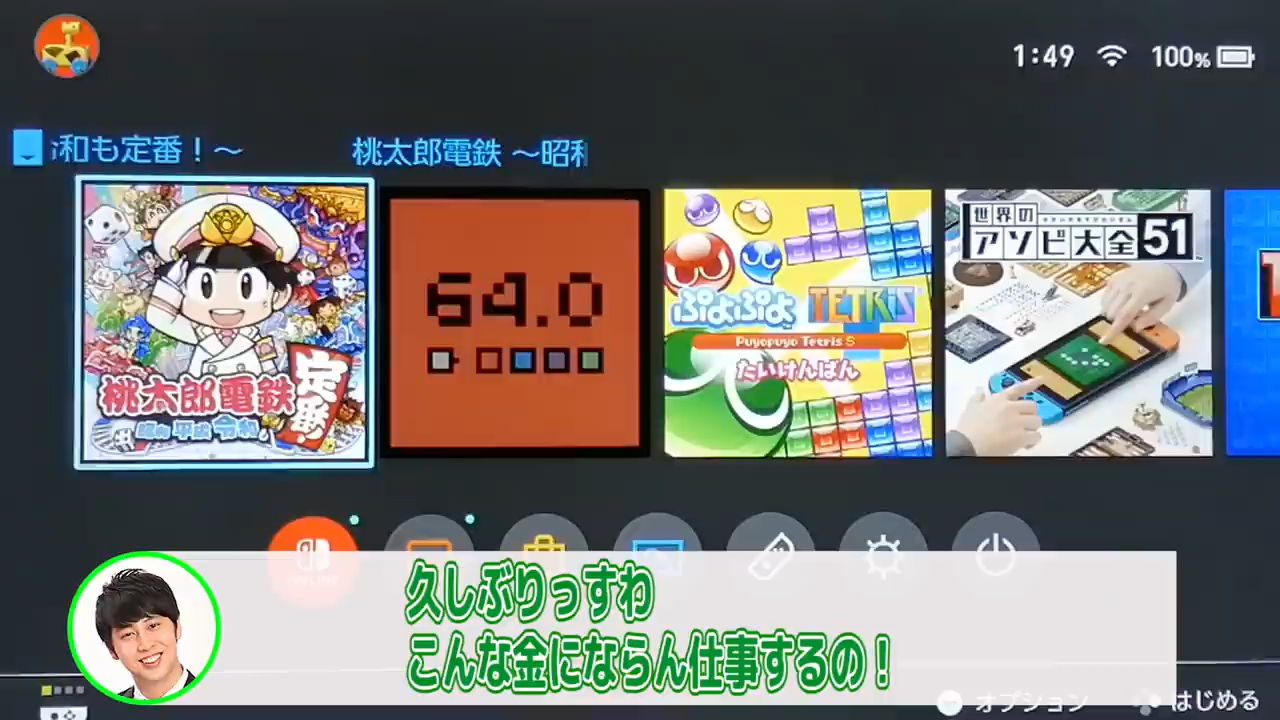 1:49 100%
令和も定番！～ 桃太郎電鉄 ～昭和
桃太郎電鉄
昭和 平成 令和
定番!
64.0
ぷよぷよ TETRIS
Puyopuyo Tetris S
たいけんばん
世界の
アソビ大全51
ONLINE
久しぶりっすわ
こんな金にならん仕事するの！
オプション はじめる